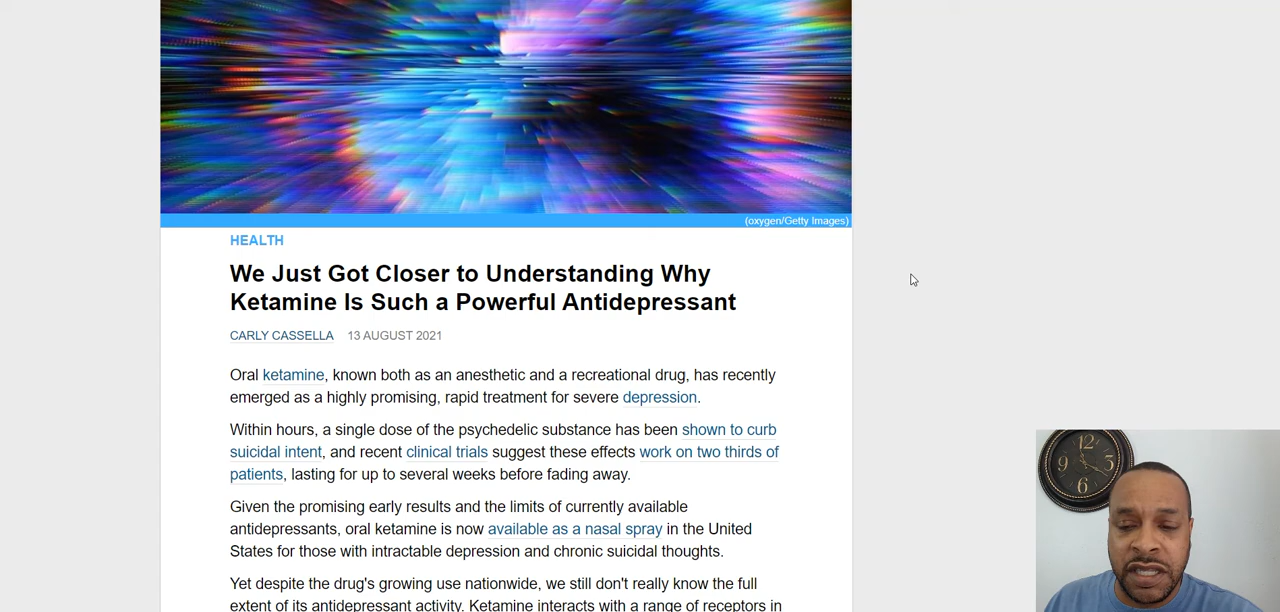 (oxygen/Getty Images)
HEALTH
We Just Got Closer to Understanding Why
Ketamine Is Such a Powerful Antidepressant
CARLY CASSELLA 13 AUGUST 2021
Oral ketamine, known both as an anesthetic and a recreational drug, has recently
emerged as a highly promising, rapid treatment for severe depression.
Within hours, a single dose of the psychedelic substance has been shown to curb
suicidal intent, and recent clinical trials suggest these effects work on two thirds of
patients, lasting for up to several weeks before fading away.
Given the promising early results and the limits of currently available
antidepressants, oral ketamine is now available as a nasal spray in the United
States for those with intractable depression and chronic suicidal thoughts.
Yet despite the drug's growing use nationwide, we still don't really know the full
extent of its antidepressant activity. Ketamine interacts with a range of receptors in
12
3
9
6